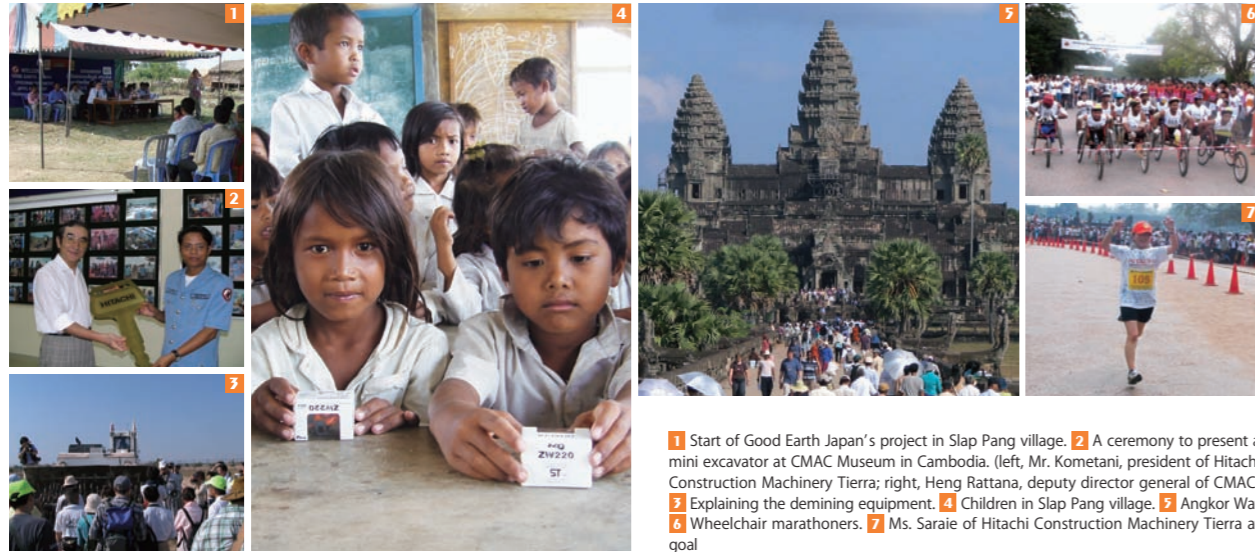 1
4
5
6
2
HITACHI
7
3
ZW220
ZW220
ST.
1 Start of Good Earth Japan's project in Slap Pang village. 2 A ceremony to present a
mini excavator at CMAC Museum in Cambodia. (left, Mr. Kometani, president of Hitach
Construction Machinery Tierra; right, Heng Rattana, deputy director general of CMAC
3 Explaining the demining equipment. 4 Children in Slap Pang village. 5 Angkor Wa
6 Wheelchair marathoners. 7 Ms. Saraie of Hitachi Construction Machinery Tierra a
goal